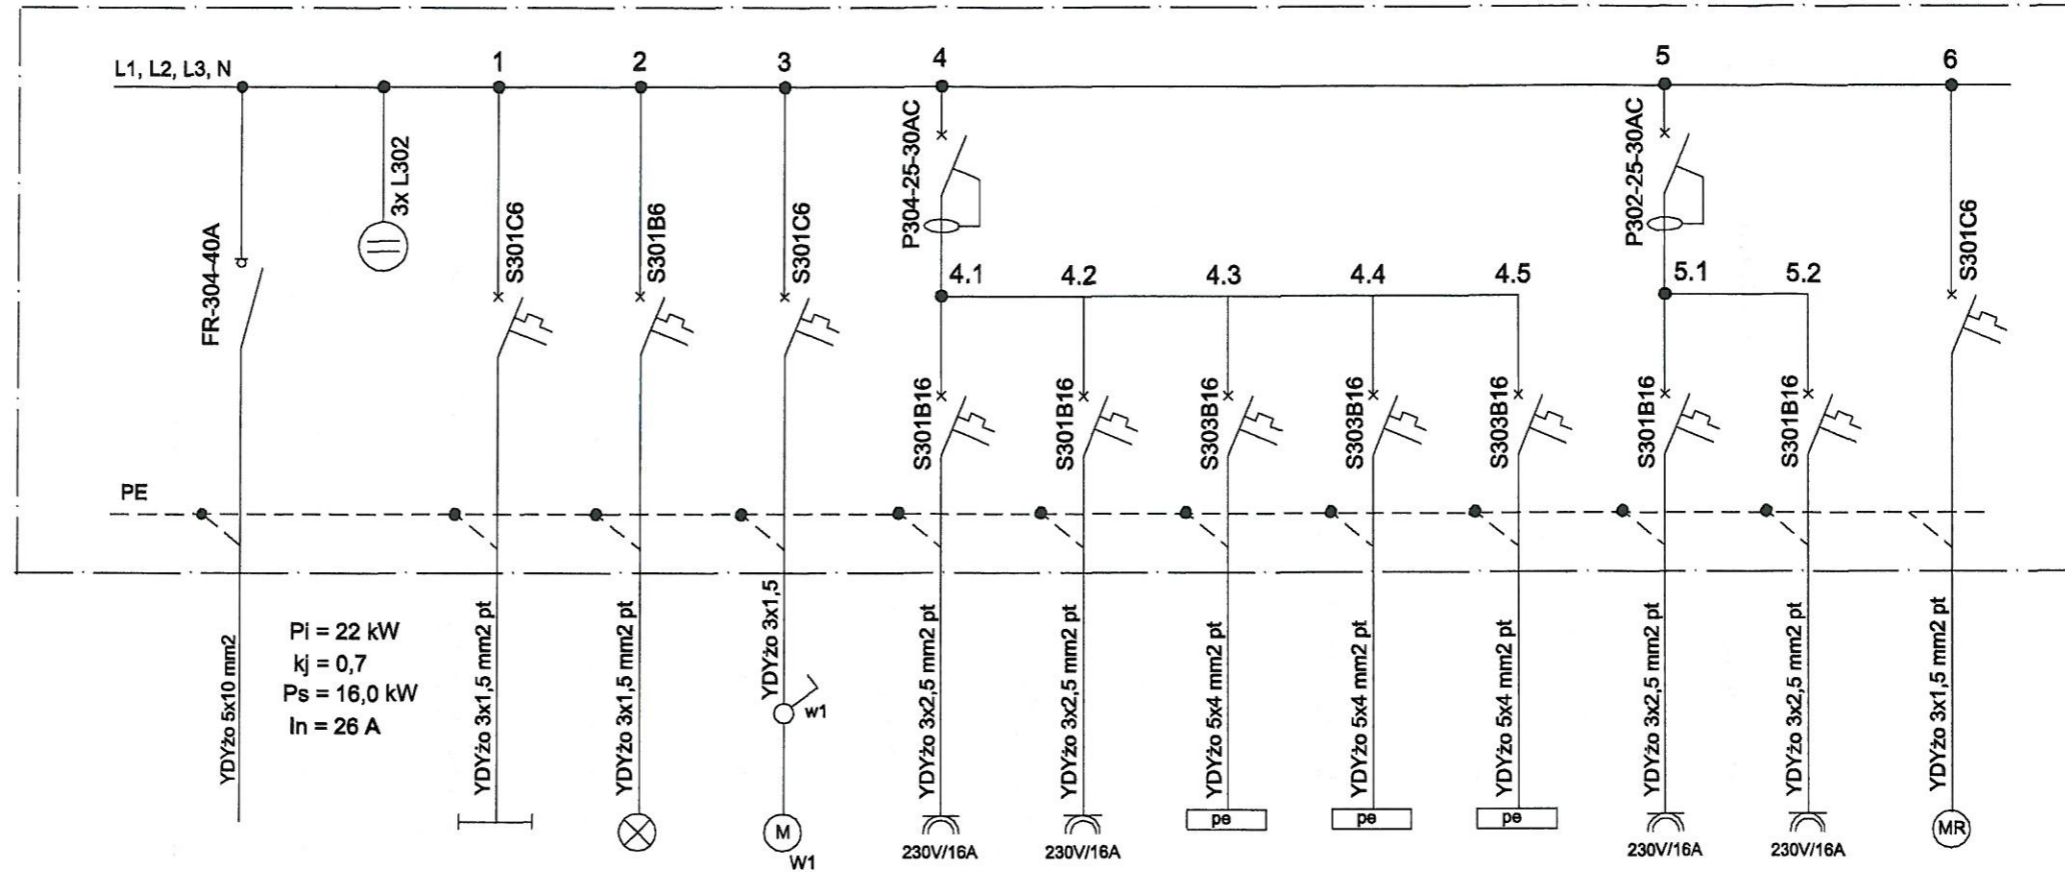 1 2 3 4 5 6
L1, L2, L3, N
FR-304-40A
3x L302
S301C6
S301B6
S301C6
P304-25-30AC
P302-25-30AC
S301C6
4.1 4.2 4.3 4.4 4.5 5.1 5.2
S301B16
S301B16
S303B16
S303B16
S303B16
S301B16
S301B16
PE
YDYżo 5x10 mm2
Pi = 22 kW
kj = 0,7
Ps = 16,0 kW
In = 26 A
YDYżo 3x1,5 mm2 pt
YDYżo 3x1,5 mm2 pt
YDYżo 3x1,5
w1
YDYżo 3x2,5 mm2 pt
YDYżo 3x2,5 mm2 pt
YDYżo 5x4 mm2 pt
YDYżo 5x4 mm2 pt
YDYżo 5x4 mm2 pt
YDYżo 3x2,5 mm2 pt
YDYżo 3x2,5 mm2 pt
YDYżo 3x1,5 mm2 pt
M
W1
230V/16A
230V/16A
pe
pe
pe
230V/16A
230V/16A
MR